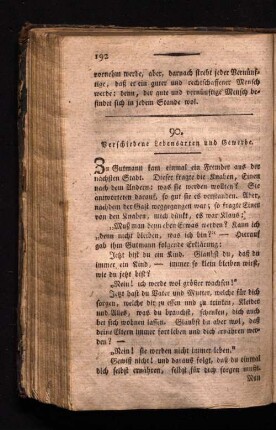 192
vornehm werde, aber, darnach strebt jeder Vernünf-
tige, daß er ein guter und rechtschaffener Mensch
werde: denn, der gute und vernünftige Mensch be-
findet sich in jedem Stande wol.
90.
Verschiedene Lebensarten und Gewerbe.
Zu Gutmann kam einmal ein Fremder aus der
nächsten Stadt. Dieser fragte die Knaben, Einen
nach dem Andern: was sie werden wollten? Sie
antworteten darauf, so gut sie es verstanden. Aber,
nachdem der Gast weggegangen war; so fragte Einer
von den Knaben, mich dünkt, es war Klaus:
„Muß man denn eben Etwas werden? Kann ich
denn nicht bleiben, was ich bin?" — Hierauf
gab ihm Gutmann folgende Erklärung:
Jetzt bist du ein Kind. Glaubst du, daß du
immer ein Kind, — immer so klein bleiben wirst,
wie du jetzt bist?
„Nein! ich werde wol größer wachsen!"
Jetzt hast du Vater und Mutter, welche für dich
sorgen, welche dir zu essen und zu trinken, Kleider
und Alles, was du brauchst, schenken, dich auch
bei sich wohnen lassen. Glaubst du aber wol, daß
deine Eltern immer fort leben und dich ernähren wer-
den? —
„Nein! sie werden nicht immer leben."
Gewiß nicht! und daraus folgt, daß du einmal
dich selbst ernähren, selbst für dich sorgen mußt.